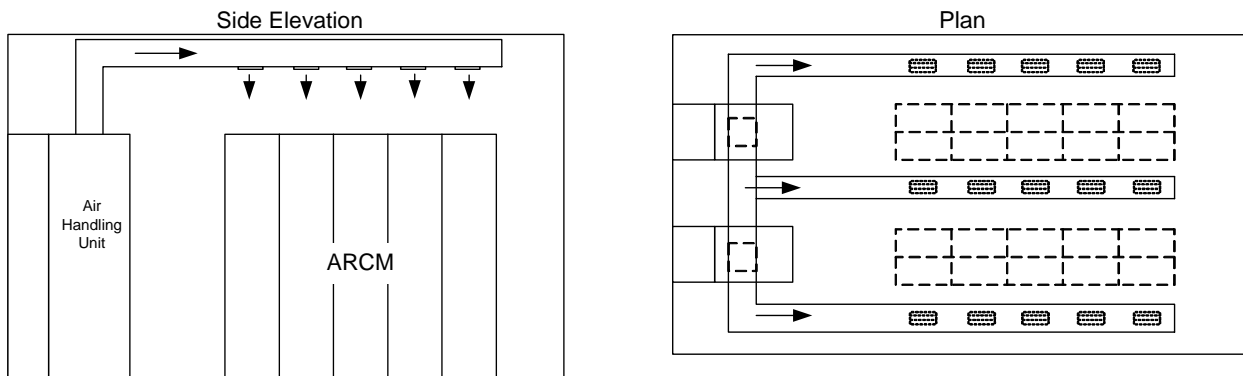 Side Elevation
Plan
Air
Handling
Unit
ARCM